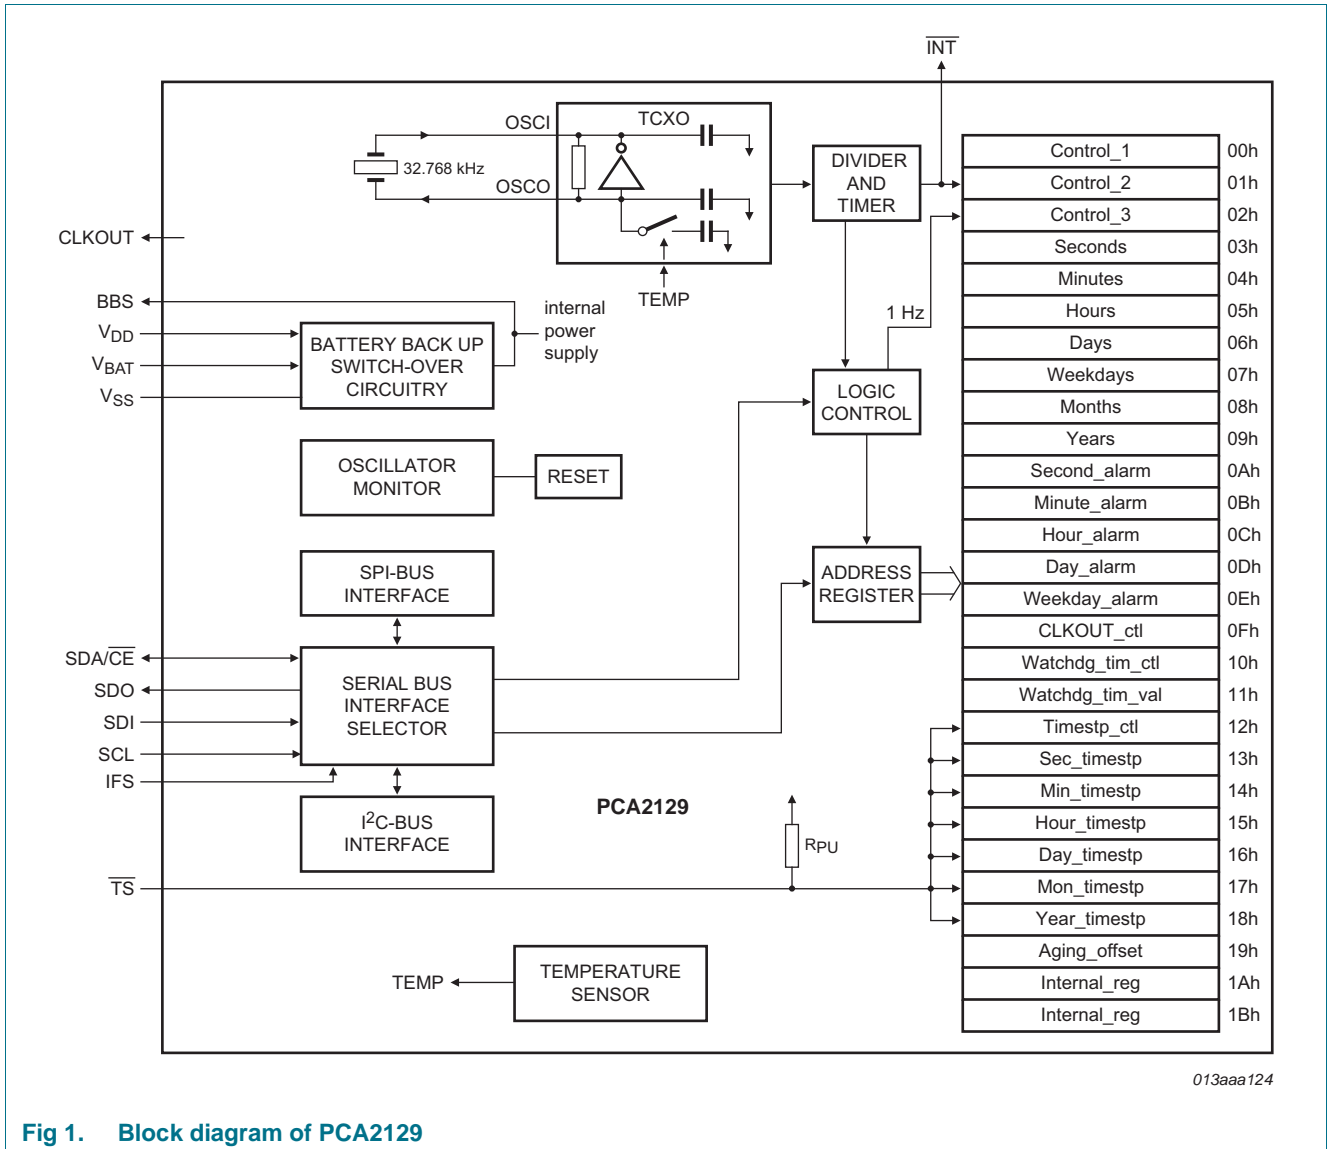 INT
OSCI
TCXO
32.768 kHz
OSCO
TEMP
DIVIDER
AND
TIMER
CLKOUT
BBS
VDD
VBAT
VSS
internal
power
supply
BATTERY BACK UP
SWITCH-OVER
CIRCUITRY
1 Hz
LOGIC
CONTROL
OSCILLATOR
MONITOR
RESET
SPI-BUS
INTERFACE
ADDRESS
REGISTER
SDA/CE
SDO
SDI
SCL
IFS
SERIAL BUS
INTERFACE
SELECTOR
I2C-BUS
INTERFACE
PCA2129
RPU
TS
TEMP
TEMPERATURE
SENSOR
Control_1 00h
Control_2 01h
Control_3 02h
Seconds 03h
Minutes 04h
Hours 05h
Days 06h
Weekdays 07h
Months 08h
Years 09h
Second_alarm 0Ah
Minute_alarm 0Bh
Hour_alarm 0Ch
Day_alarm 0Dh
Weekday_alarm 0Eh
CLKOUT_ctl 0Fh
Watchdg_tim_ctl 10h
Watchdg_tim_val 11h
Timestp_ctl 12h
Sec_timestp 13h
Min_timestp 14h
Hour_timestp 15h
Day_timestp 16h
Mon_timestp 17h
Year_timestp 18h
Aging_offset 19h
Internal_reg 1Ah
Internal_reg 1Bh
013aaa124
Fig 1. Block diagram of PCA2129